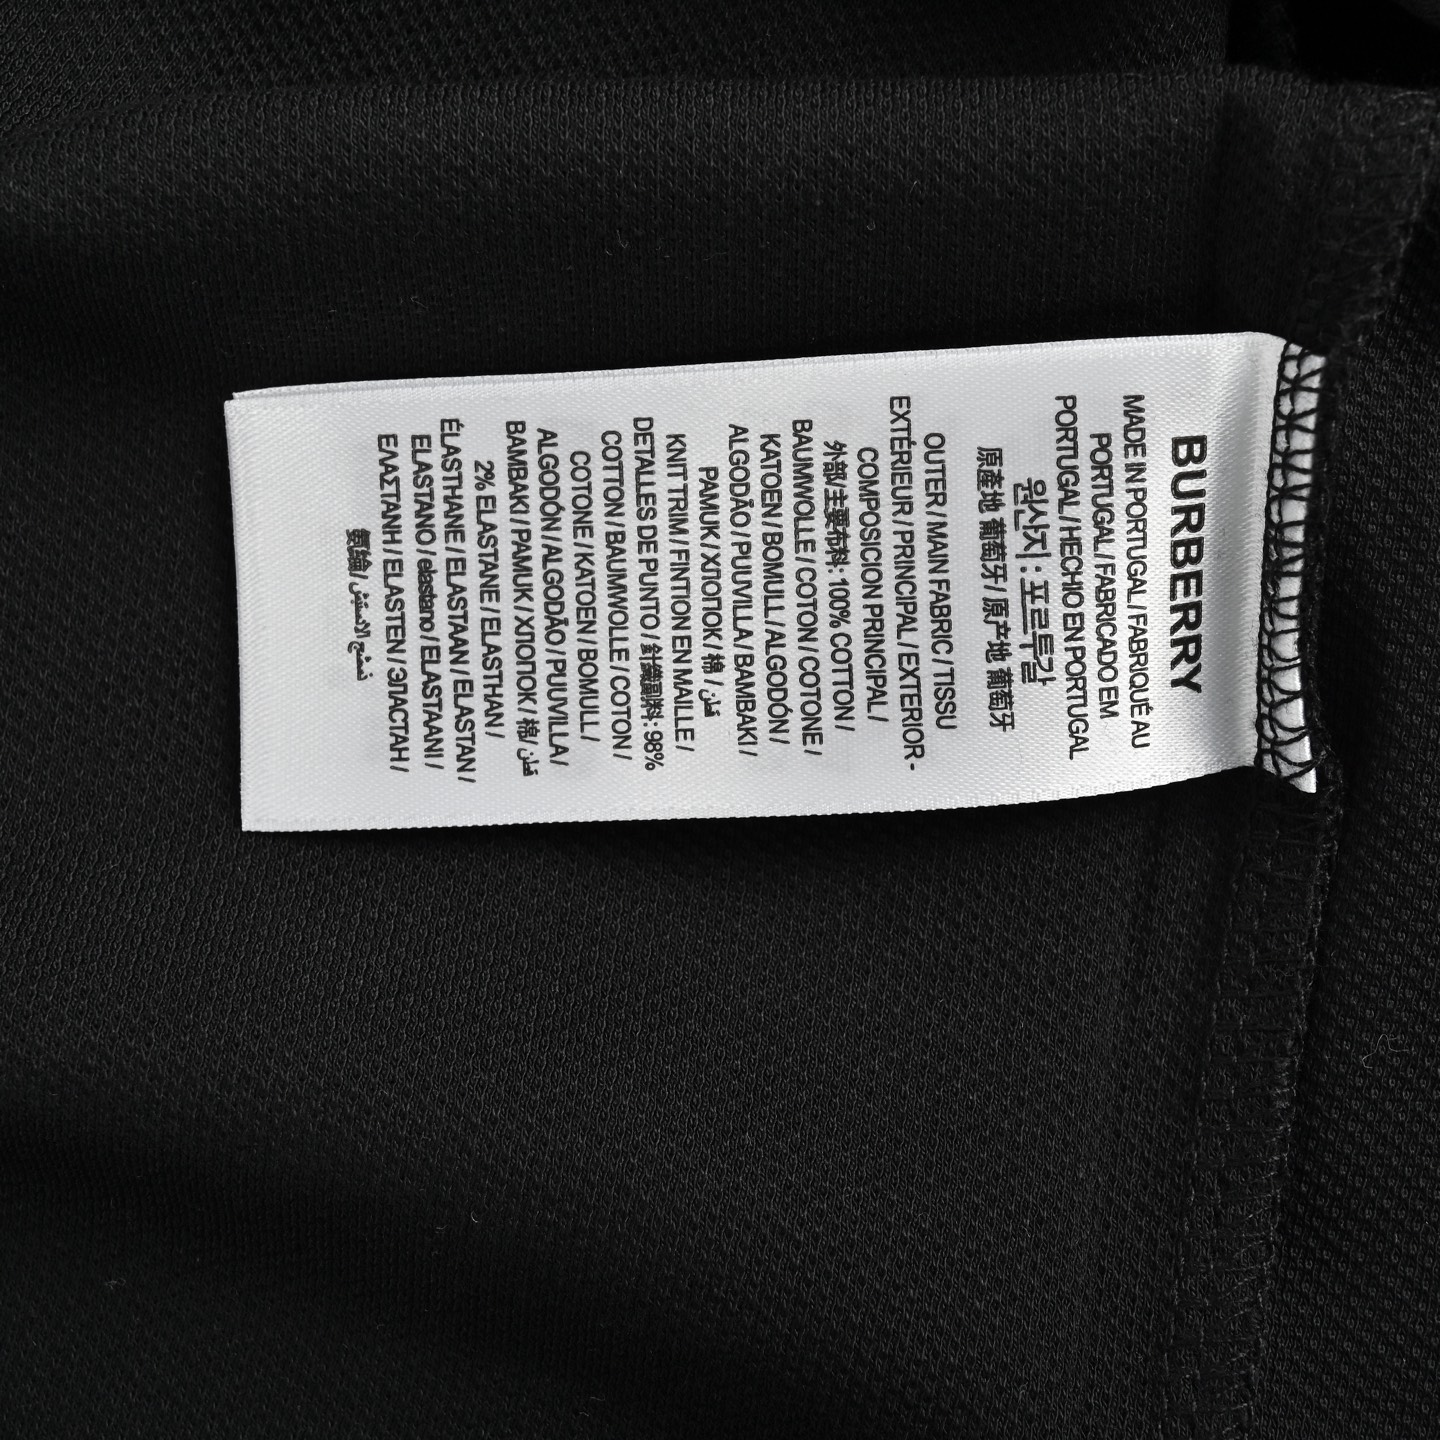 BURBERRY
MADE IN PORTUGAL / FABRIQUÉ AU
PORTUGAL / FABRICADO EM
PORTUGAL / HECHO EN PORTUGAL
원산지 : 포르투갈
原產地 葡萄牙 / 原产地 葡萄牙
OUTER / MAIN FABRIC / TISSU
EXTÉRIEUR / PRINCIPAL / EXTERIOR -
COMPOSICION PRINCIPAL /
外部/主要布料: 100% COTTON /
BAUMWOLLE / COTON / COTONE /
KATOEN / BOMULL / ALGODÓN /
ALGODÃO / PUUVILLA / BAMBAKI /
PAMUK / ХЛОПОК / 棉 / قطن
KNIT TRIM / FINTION EN MAILLE /
DETALLES DE PUNTO / 針織副料: 98%
COTTON / BAUMWOLLE / COTON /
COTONE / KATOEN / BOMULL /
ALGODÓN / ALGODÃO / PUUVILLA /
BAMBAKI / PAMUK / ХЛОПОК / 棉 / قطن
2% ELASTANE / ELASTHAN /
ÉLASTHANE / ELASTAAN / ELASTAN /
ELASTANO / elastano / ELASTAANI /
ΕΛΑΣΤΑΝΗ / ELASTEN / ЭЛАСТАН /
氨綸 /